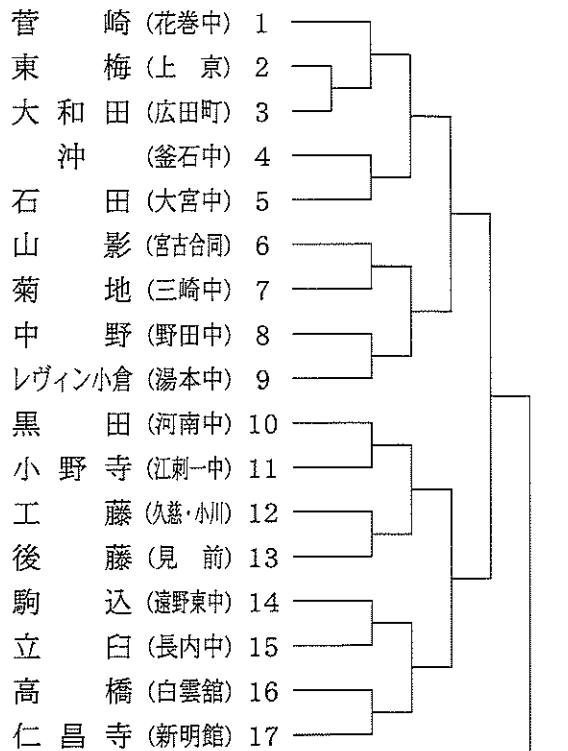 菅崎 (花巻中) 1
東梅 (上京) 2
大和田 (広田町) 3
沖 (釜石中) 4
石田 (大宮中) 5
山影 (宮古合同) 6
菊地 (三崎中) 7
中野 (野田中) 8
レヴィン小倉 (湯本中) 9
黒田 (河南中) 10
小野寺 (江刺一中) 11
工藤 (久慈・小川) 12
後藤 (見前) 13
駒込 (遠野東中) 14
立臼 (長内中) 15
高橋 (白雲舘) 16
仁昌寺 (新明館) 17